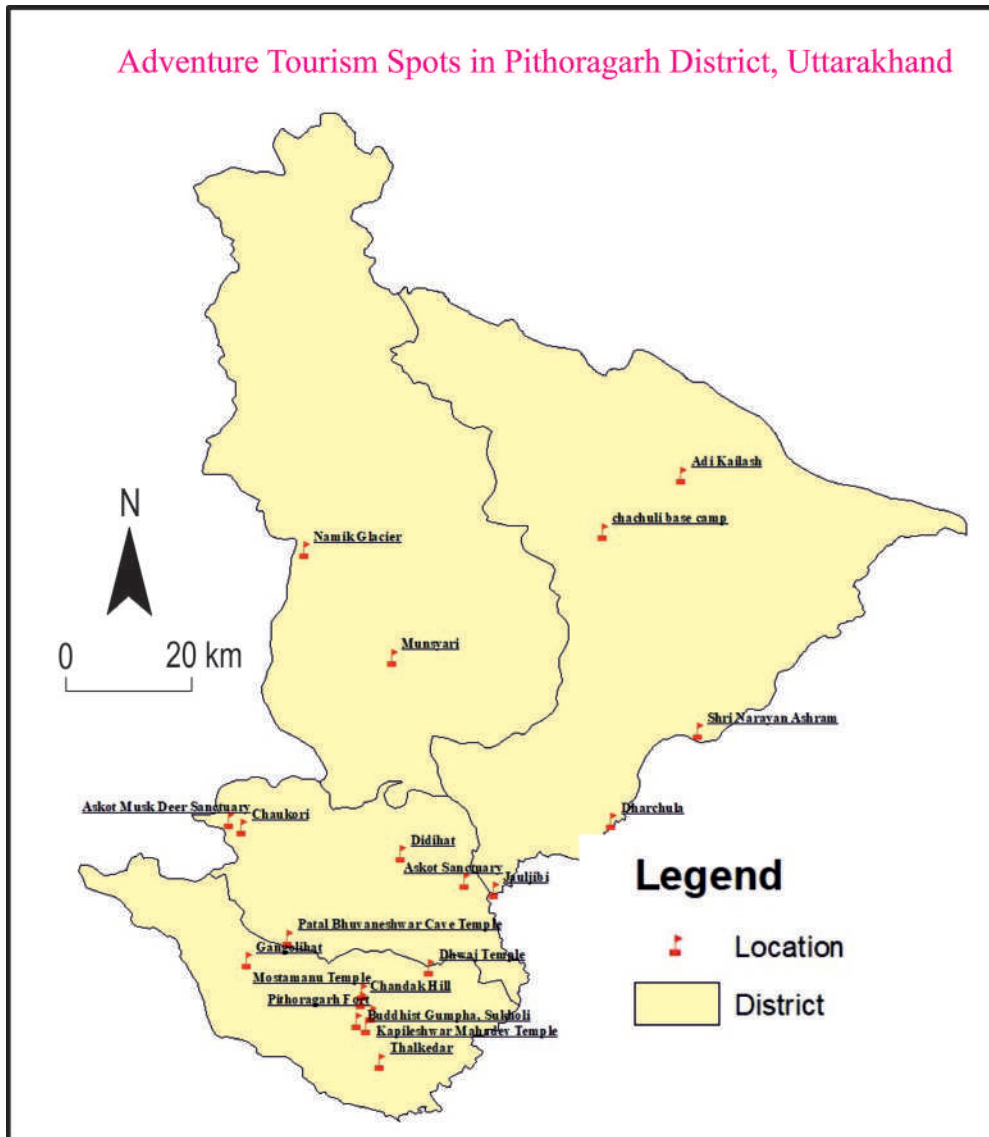 Adventure Tourism Spots in Pithoragarh District, Uttarakhand
Adi Kailash
chachuli base camp
N
Namik Glacier
0 20 km
Munsyari
Shri Narayan Ashram
Askot Musk Deer Sanctuary
Chaukori
Dharchula
Didihat
Askot Sanctuary
Jauljibi
Legend
Location
District
Patal Bhuvaneshwar Cave Temple
Gangolihat
Dhwaj Temple
Mostamanu Temple
Chandak Hill
Pithoragarh Fort
Buddhist Gumpha, Sukholi
Kapileshwar Mahadev Temple
Thalkedar